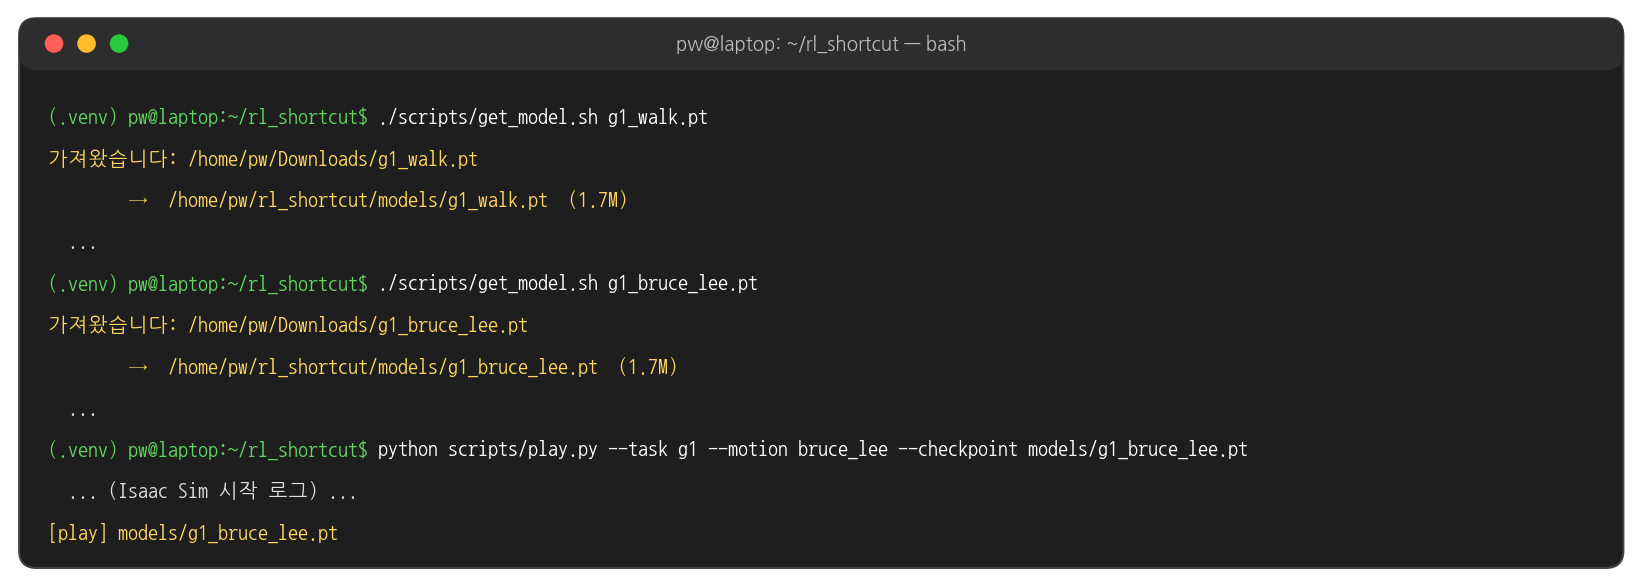 pw@laptop: ~/rl_shortcut — bash
(.venv) pw@laptop:~/rl_shortcut$ ./scripts/get_model.sh g1_walk.pt
가져왔습니다: /home/pw/Downloads/g1_walk.pt
→ /home/pw/rl_shortcut/models/g1_walk.pt (1.7M)
...
(.venv) pw@laptop:~/rl_shortcut$ ./scripts/get_model.sh g1_bruce_lee.pt
가져왔습니다: /home/pw/Downloads/g1_bruce_lee.pt
→ /home/pw/rl_shortcut/models/g1_bruce_lee.pt (1.7M)
...
(.venv) pw@laptop:~/rl_shortcut$ python scripts/play.py --task g1 --motion bruce_lee --checkpoint models/g1_bruce_lee.pt
... (Isaac Sim 시작 로그) ...
[play] models/g1_bruce_lee.pt